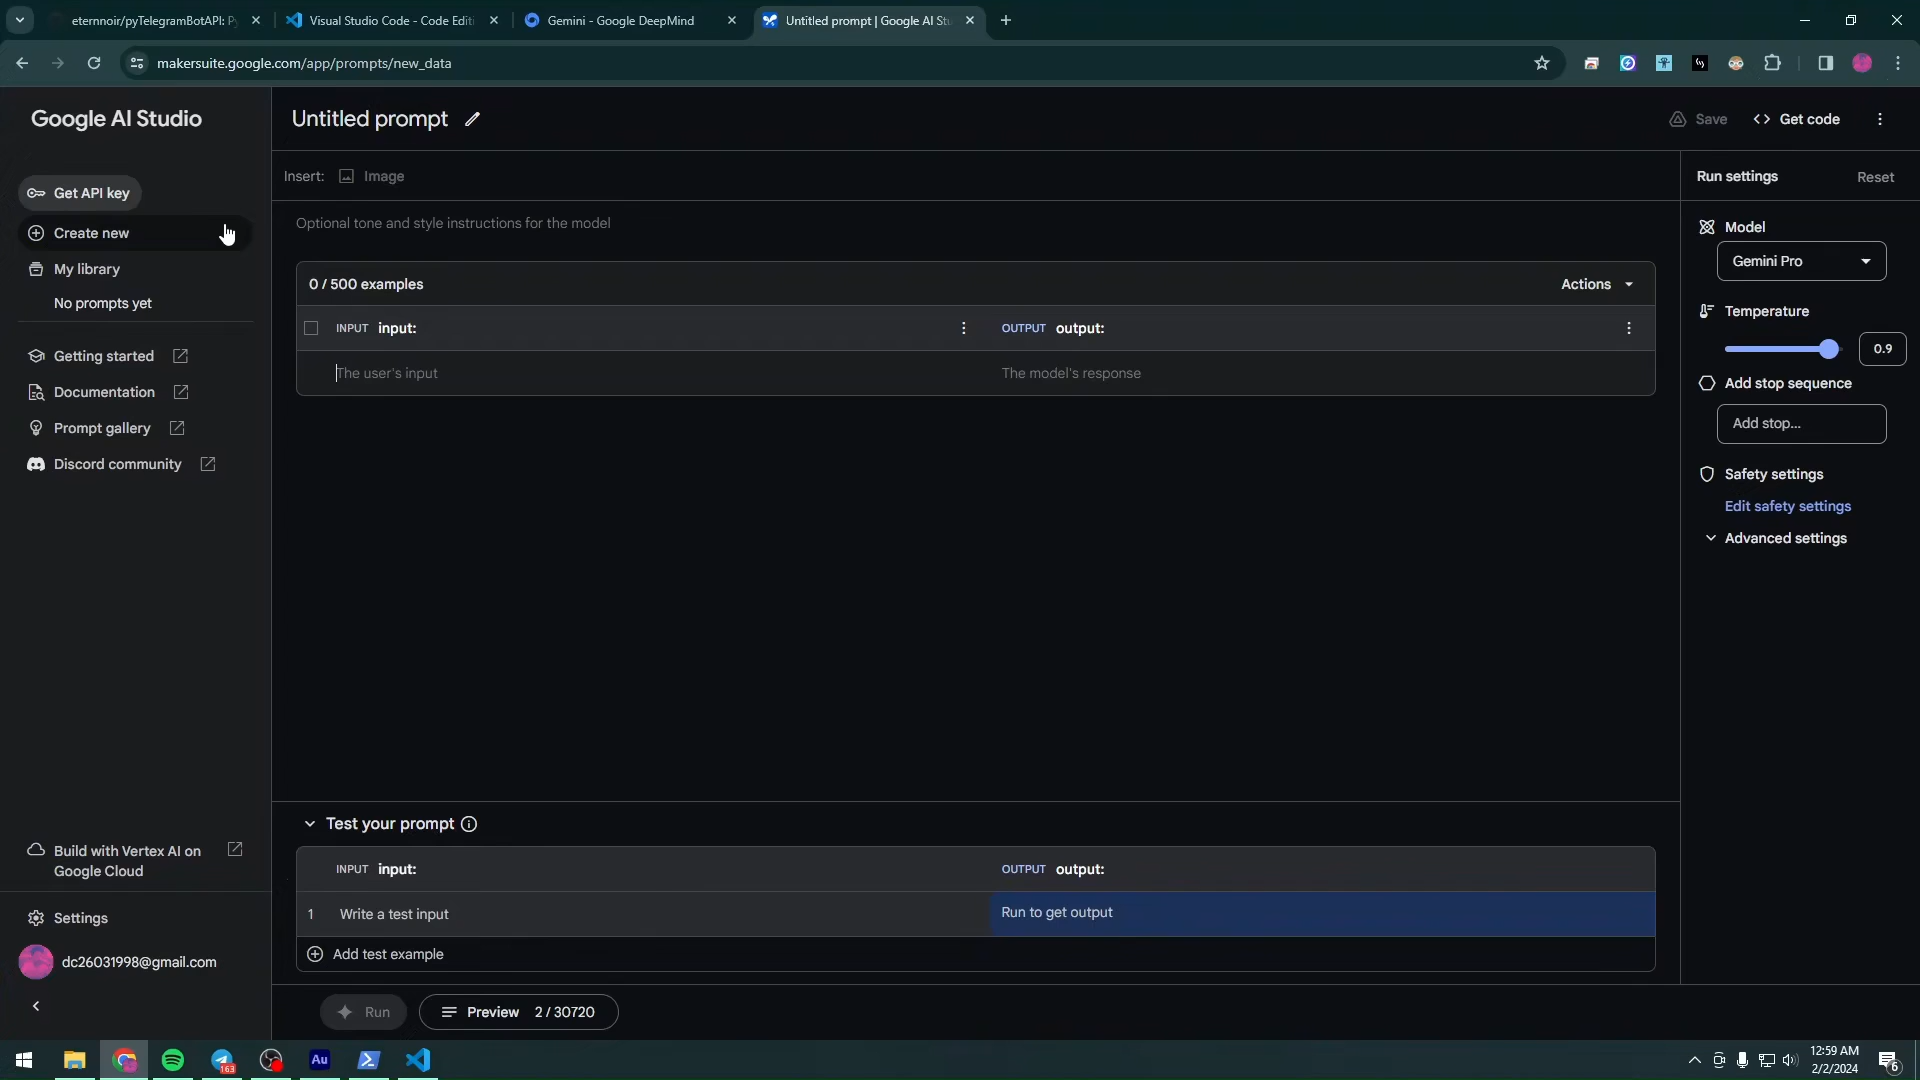 eternnoir/pyTelegramBotAPI: Py
Visual Studio Code - Code Edit
Gemini - Google DeepMind
Untitled prompt | Google AI Stu
makersuite.google.com/app/prompts/new_data
Google AI Studio
Untitled prompt
Save
Get code
Get API key
Insert:
Image
Run settings
Reset
Create new
Optional tone and style instructions for the model
Model
My library
Gemini Pro
0 / 500 examples
Actions
No prompts yet
Temperature
INPUT input:
OUTPUT output:
0.9
Getting started
The user's input
The model's response
Add stop sequence
Documentation
Add stop...
Prompt gallery
Discord community
Safety settings
Edit safety settings
Advanced settings
Test your prompt
Build with Vertex AI on
Google Cloud
INPUT input:
OUTPUT output:
1 Write a test input
Run to get output
Settings
Add test example
dc26031998@gmail.com
Run
Preview 2 / 30720
163
Au
12:59 AM
2/2/2024
6